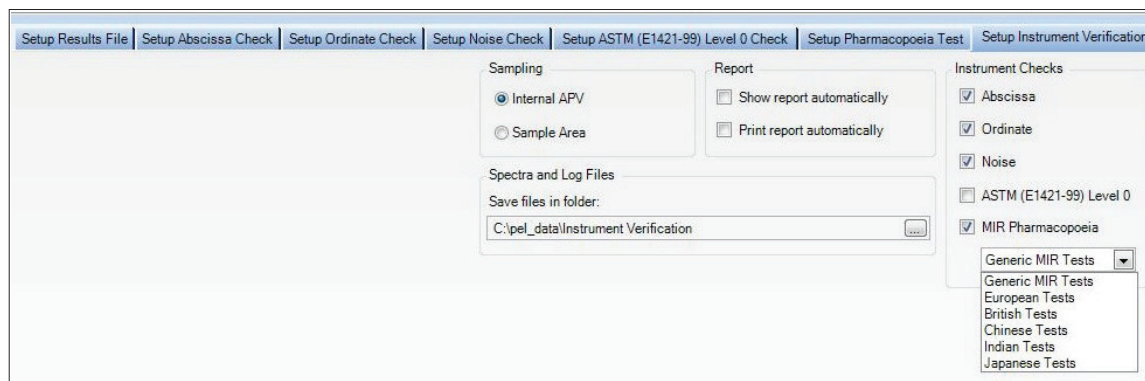 Setup Results File
Setup Abscissa Check
Setup Ordinate Check
Setup Noise Check
Setup ASTM (E1421-99) Level 0 Check
Setup Pharmacopoeia Test
Setup Instrument Verification
Sampling
Internal APV
Sample Area
Report
Show report automatically
Print report automatically
Spectra and Log Files
Save files in folder:
C:\pel_data\Instrument Verification
...
Instrument Checks
Abscissa
Ordinate
Noise
ASTM (E1421-99) Level 0
MIR Pharmacopoeia
Generic MIR Tests
Generic MIR Tests
European Tests
British Tests
Chinese Tests
Indian Tests
Japanese Tests